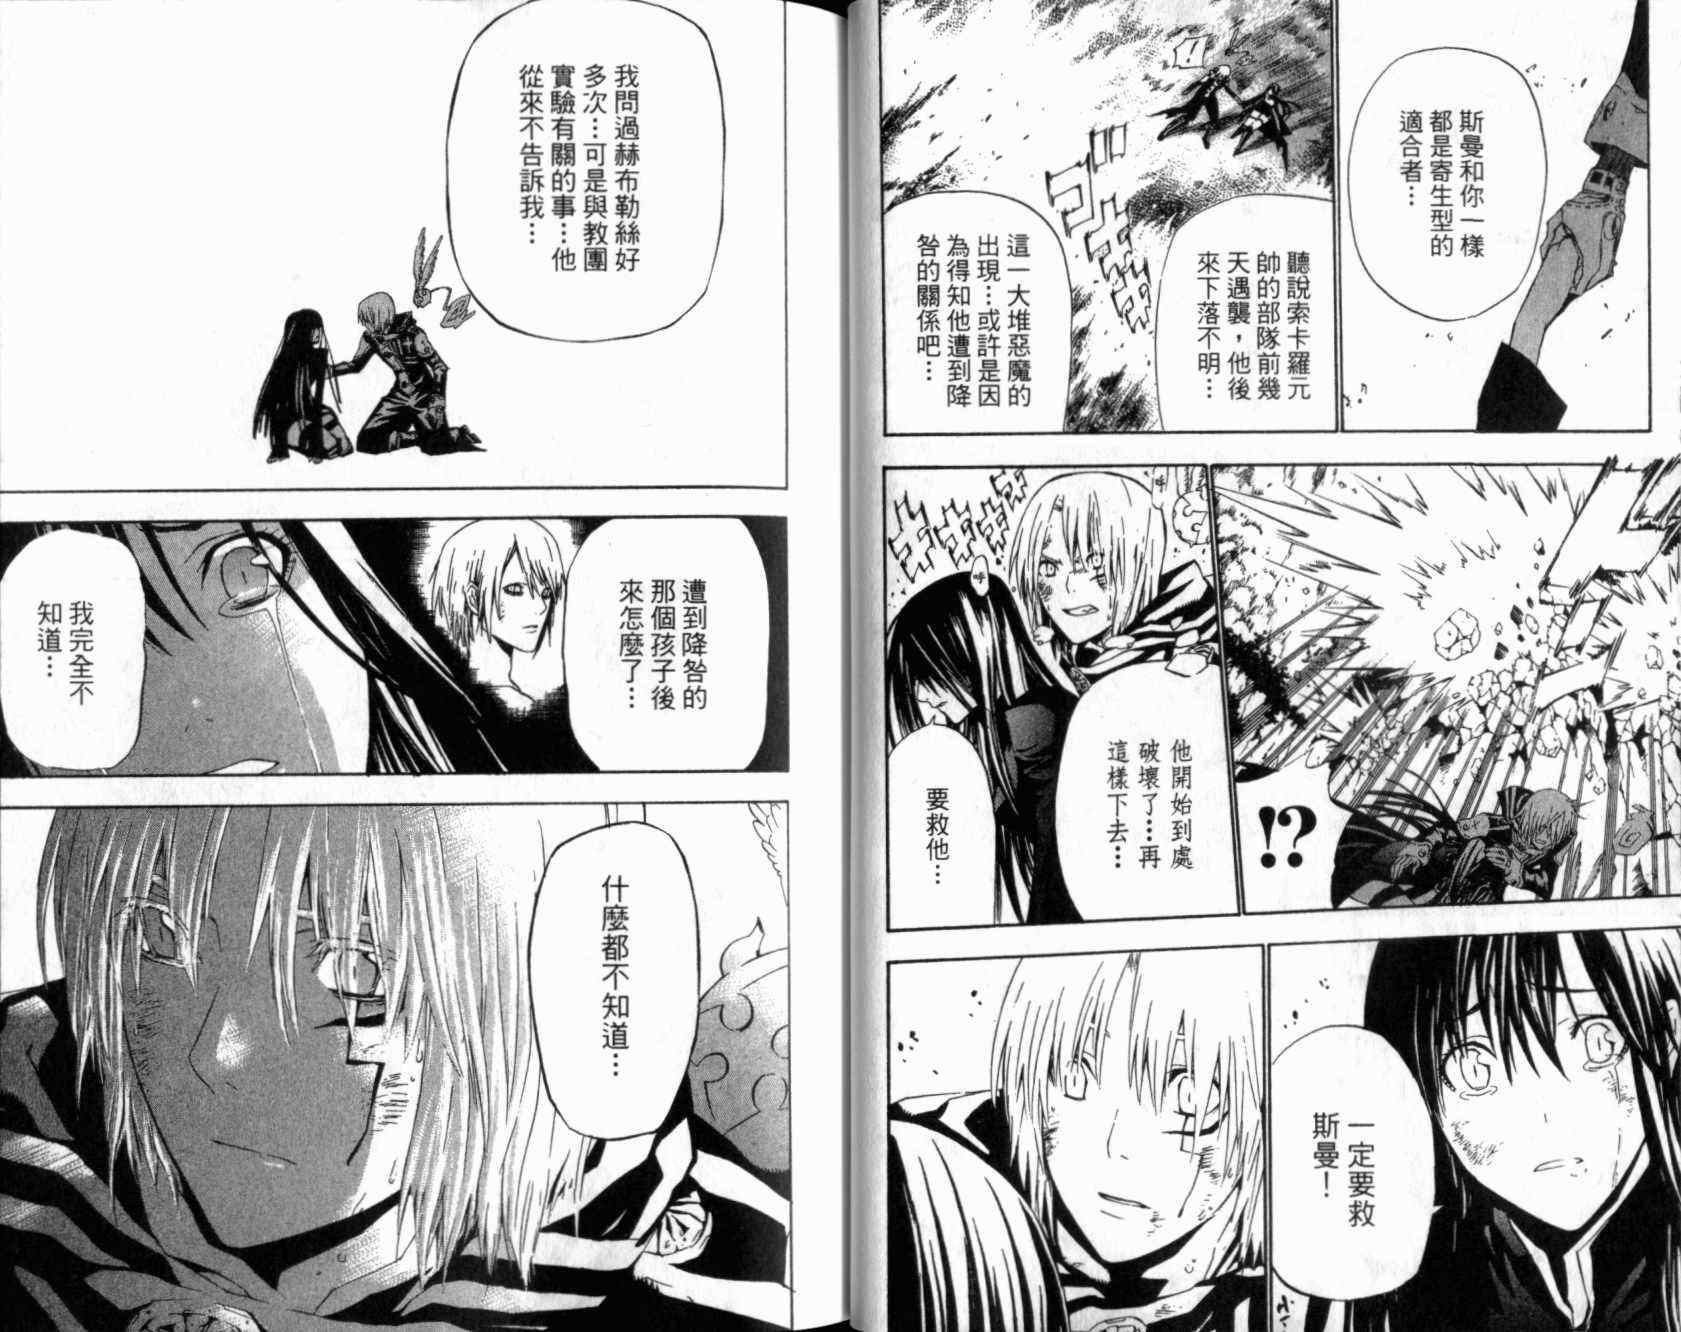 斯曼和你一樣
都是寄生型的
適合者…
聽說索卡羅元
帥的部隊前幾
天遇襲，他後
來下落不明…
這一大堆惡魔的
出現…或許是因
為得知他遭到降
咎的關係吧…
!?
呼
呼
他開始到處
破壞了…再
這樣下去…
要救他…
一定要救
斯曼！
我問過赫布勒絲好
多次…可是與教團
實驗有關的事…他
從來不告訴我…
遭到降咎的
那個孩子後
來怎麼了…
我完全不
知道…
什麼都不知道…